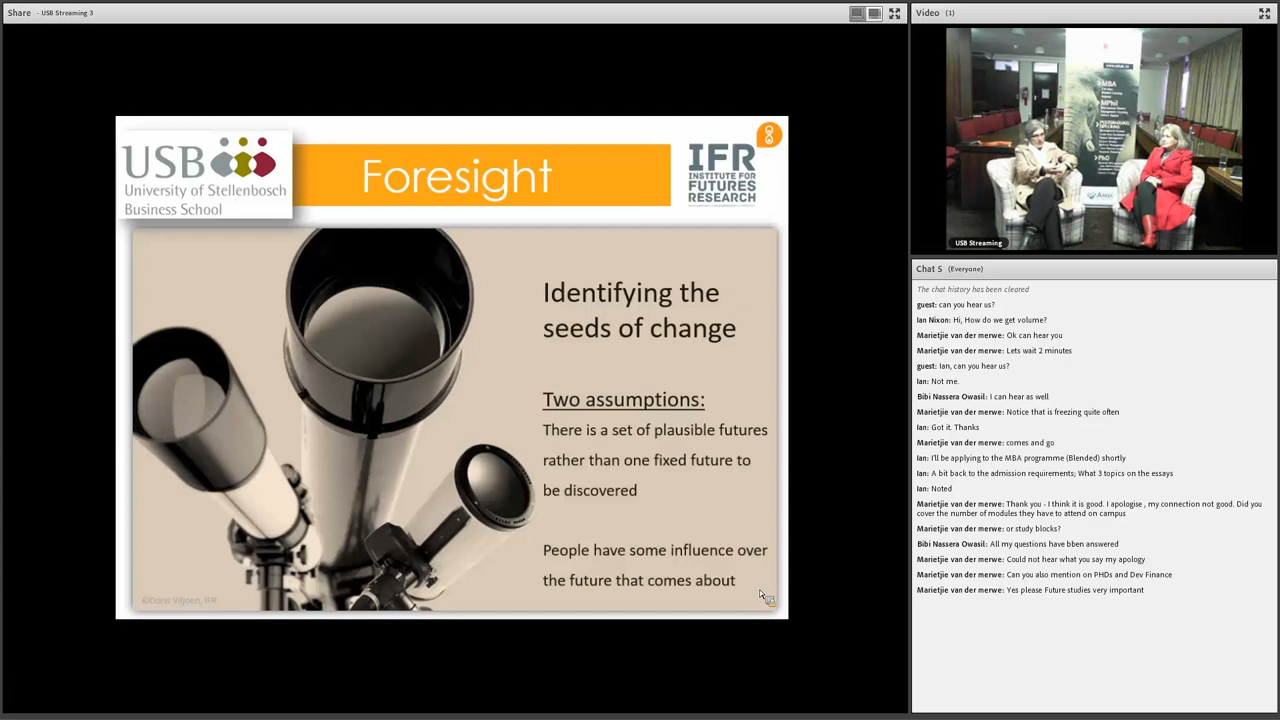 Share - USB Streaming 3
USB
University of Stellenbosch
Business School
Foresight
IFR
INSTITUTE FOR
FUTURES
RESEARCH
Identifying the
seeds of change
Two assumptions:
There is a set of plausible futures
rather than one fixed future to
be discovered
People have some influence over
the future that comes about
©Doris Viljoen, IFR
Video (1)
MBA
MPhil
PhD
USB Streaming
Chat 5 (Everyone)
The chat history has been cleared
guest: can you hear us?
Ian Nixon: Hi, How do we get volume?
Marietjie van der merwe: Ok can hear you
Marietjie van der merwe: Lets wait 2 minutes
guest: Ian, can you hear us?
Ian: Not me.
Bibi Nassera Owasil: I can hear as well
Marietjie van der merwe: Notice that is freezing quite often
Ian: Got it. Thanks
Marietjie van der merwe: comes and go
Ian: I'll be applying to the MBA programme (Blended) shortly
Ian: A bit back to the admission requirements; What 3 topics on the essays
Ian: Noted
Marietjie van der merwe: Thank you - I think it is good. I apologise , my connection not good. Did you
cover the number of modules they have to attend on campus
Marietjie van der merwe: or study blocks?
Bibi Nassera Owasil: All my questions have bben answered
Marietjie van der merwe: Could not hear what you say my apology
Marietjie van der merwe: Can you also mention on PHDs and Dev Finance
Marietjie van der merwe: Yes please Future studies very important